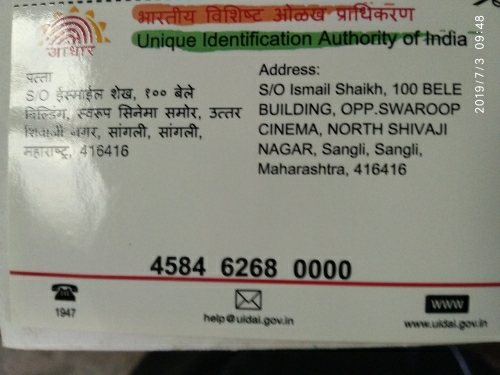 भारतीय विशिष्ट ओळख प्राधिकरण
Unique Identification Authority of India
आधार
पत्ता
S/O ईस्माईल शेख, १०० बेले
बिल्डिंग, स्वरुप सिनेमा समोर, उत्तर
शिवाजी नगर, सांगली, सांगली,
महाराष्ट्र, 416416
Address:
S/O Ismail Shaikh, 100 BELE
BUILDING, OPP.SWAROOP
CINEMA, NORTH SHIVAJI
NAGAR, Sangli, Sangli,
Maharashtra, 416416
4584 6268 0000
1947
help@uidai.gov.in
WWW
www.uidai.gov.in
2019/7/3 09:48